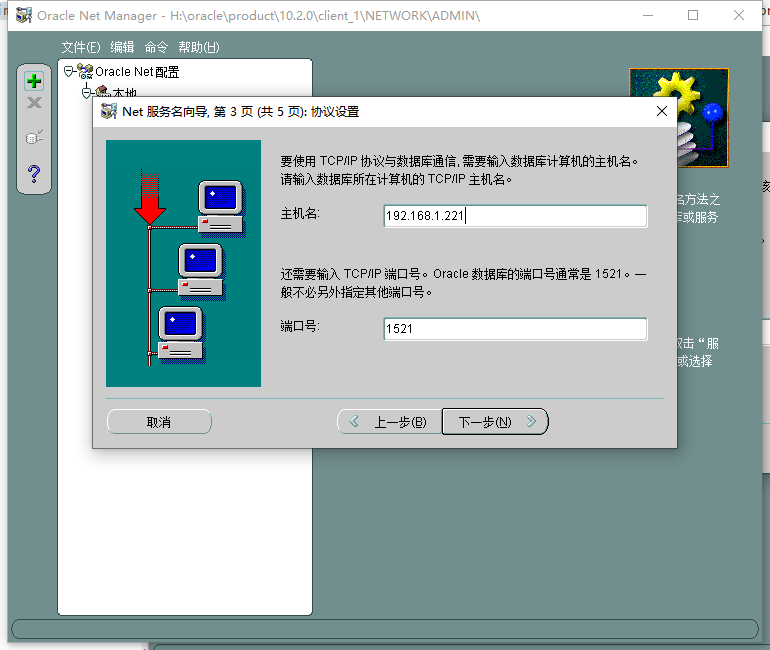 Oracle Net Manager - H:\oracle\product\10.2.0\client_1\NETWORK\ADMIN\
文件(F) 编辑 命令 帮助(H)
Oracle Net 配置
本地
Net 服务名向导, 第 3 页 (共 5 页): 协议设置
要使用 TCP/IP 协议与数据库通信, 需要输入数据库计算机的主机名。
请输入数据库所在计算机的 TCP/IP 主机名。
主机名:
192.168.1.221
还需要输入 TCP/IP 端口号。Oracle 数据库的端口号通常是 1521。一
般不必另外指定其他端口号。
端口号:
1521
取消
上一步(B)
下一步(N)
名方法之
库或服务
双击“服
或选择